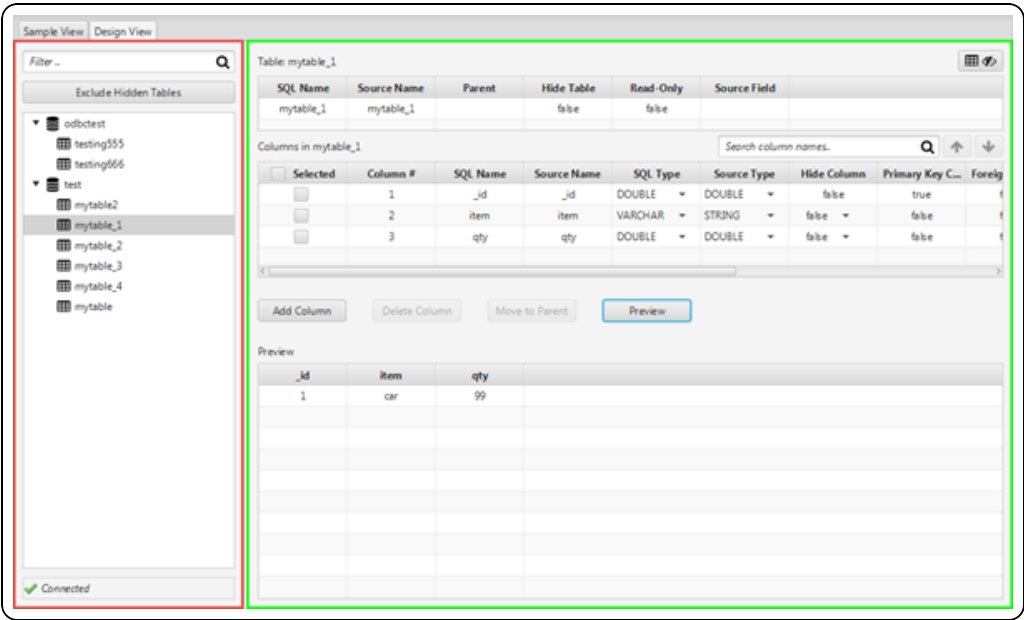 Sample View Design View
Filter ..
Exclude Hidden Tables
odbctest
testing555
testing666
test
mytable2
mytable_1
mytable_2
mytable_3
mytable_4
mytable
Connected
Table: mytable_1
SQL Name Source Name Parent Hide Table Read-Only Source Field
mytable_1 mytable_1 false false
Columns in mytable_1 Search column names..
Selected Column # SQL Name Source Name SQL Type Source Type Hide Column Primary Key C... Foreig
1 _id _id DOUBLE DOUBLE false true f
2 item item VARCHAR STRING false false f
3 qty qty DOUBLE DOUBLE false false f
Add Column Delete Column Move to Parent Preview
Preview
_id item qty
1 car 99